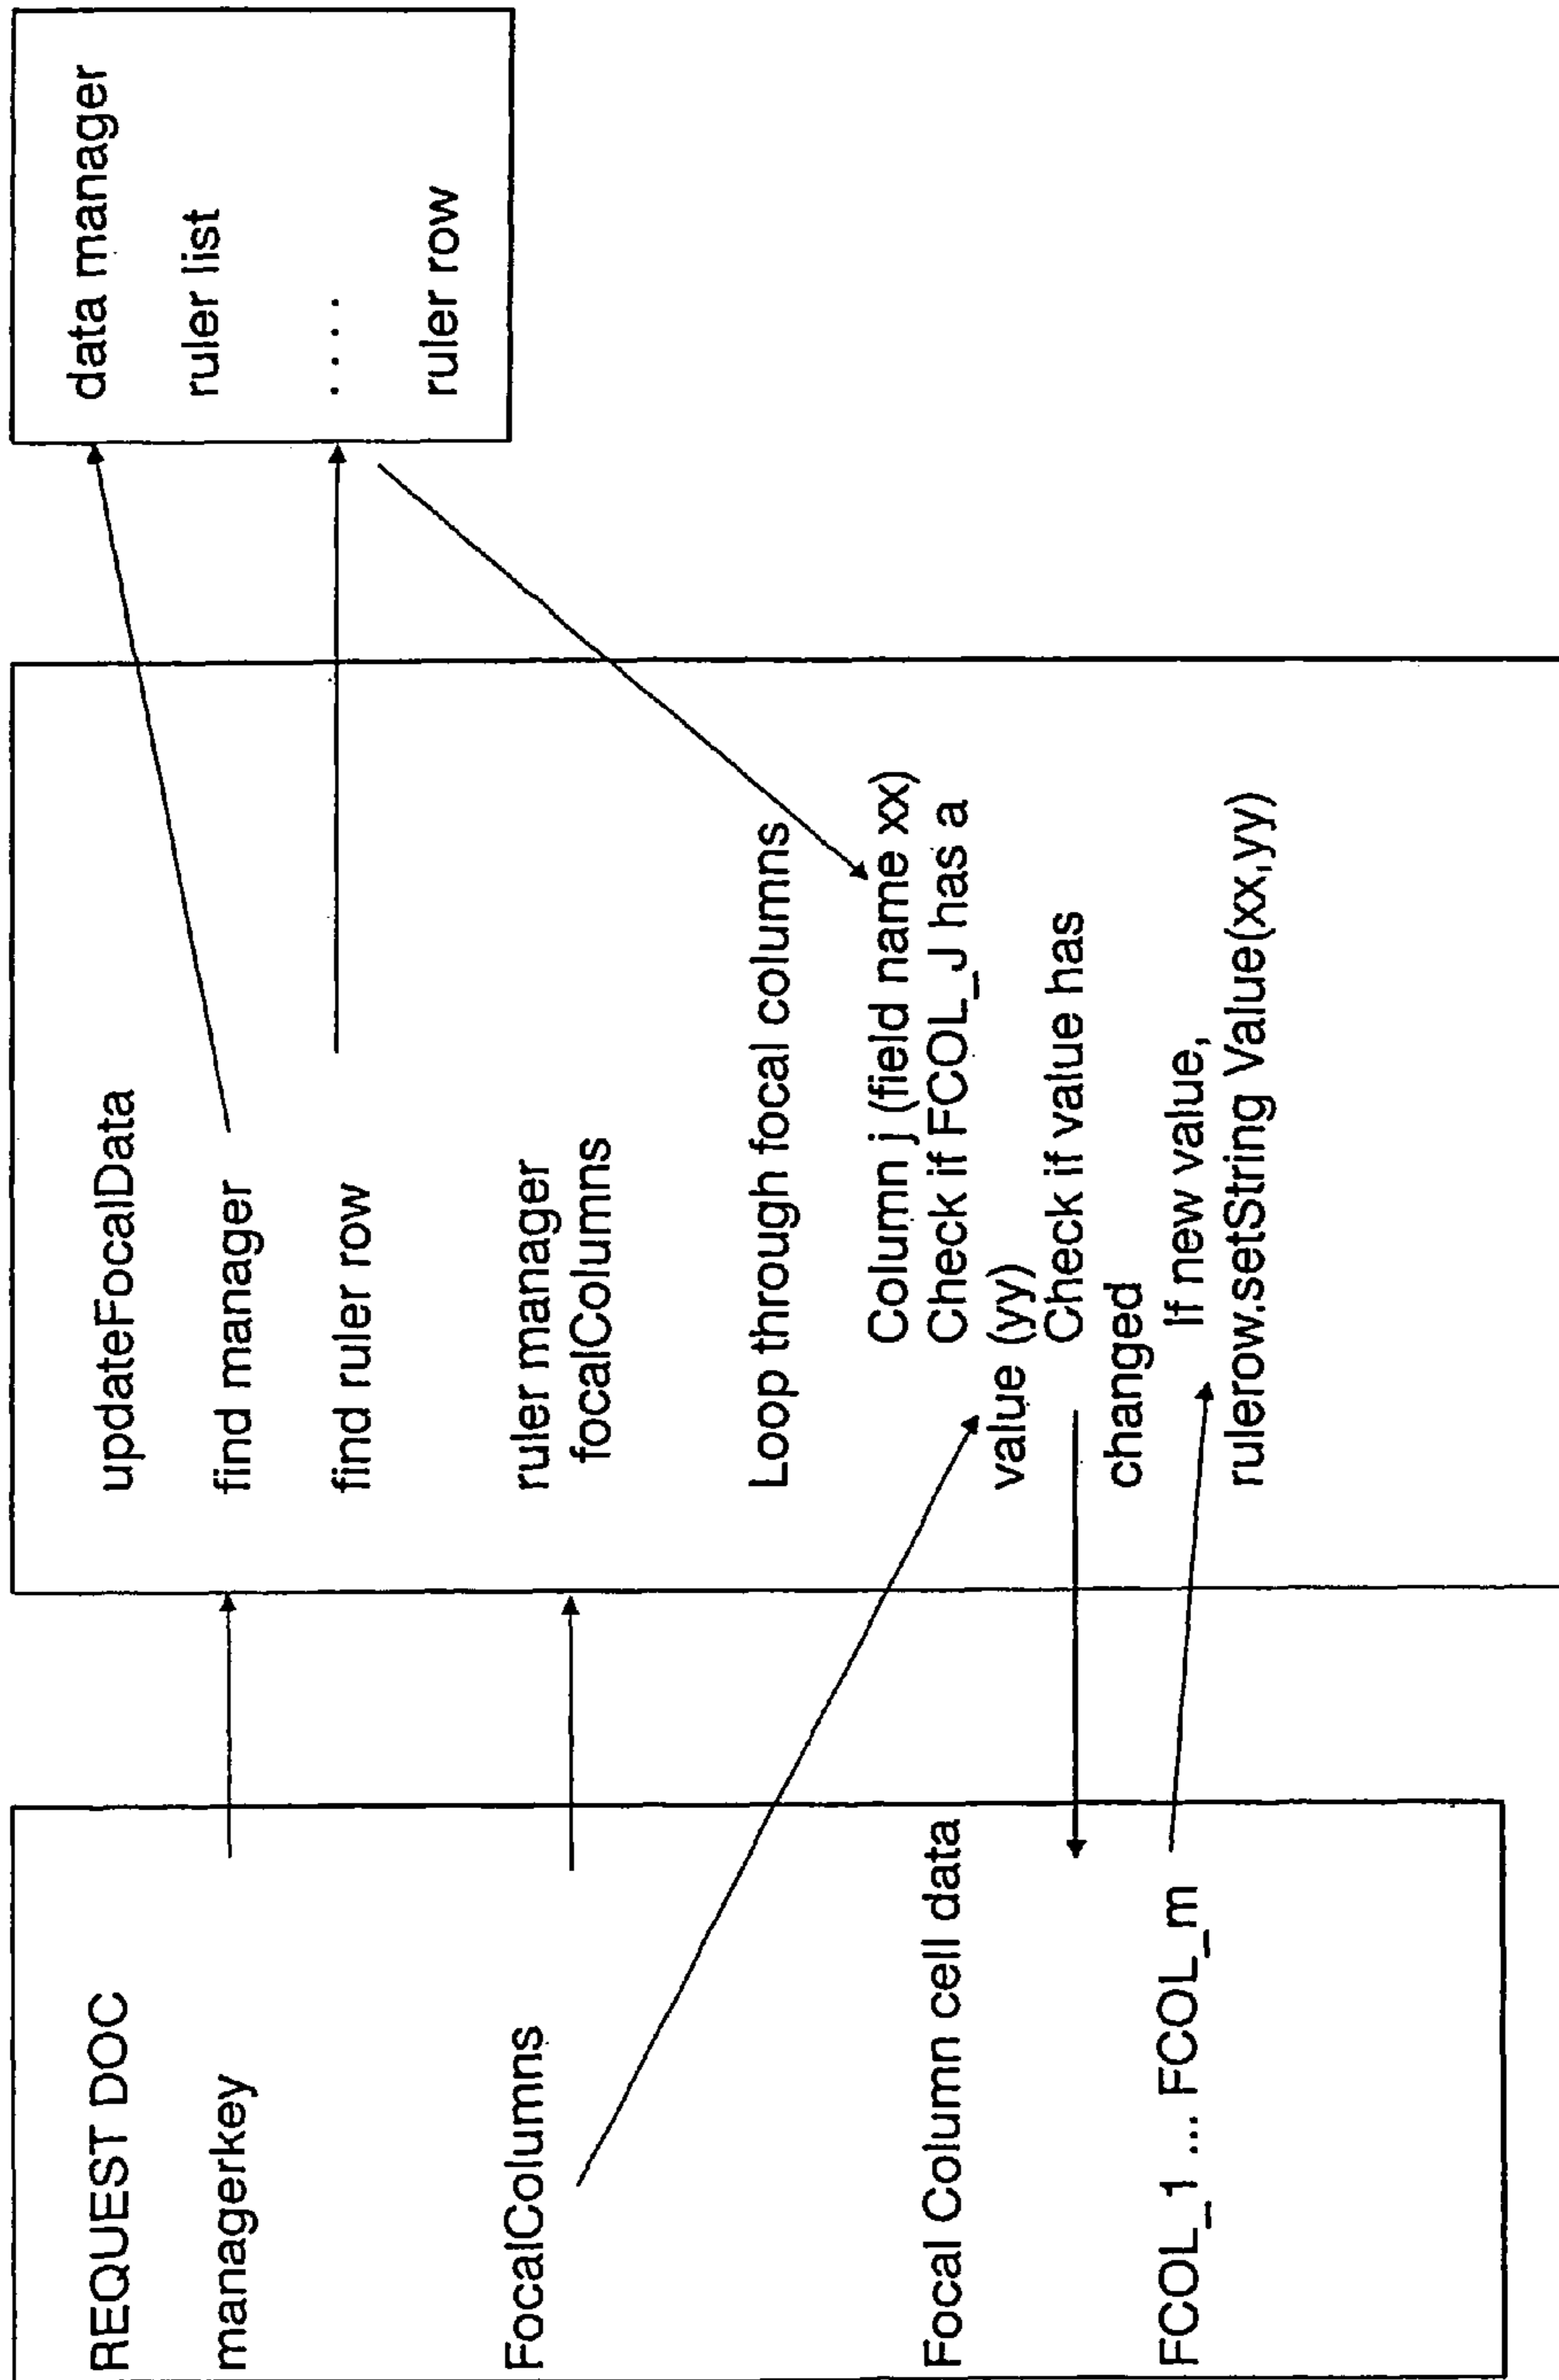 REQUEST DOC
managerkey
FocalColumns
Focal Column cell data
FCOL_1 ... FCOL_m
updateFocalData
find manager
find ruler row
ruler manager
focalColumns
Loop through focal columns
Column j (field name xx)
Check if FCOL_J has a
value (yy)
Check if value has
changed
If new value,
rulerow.setString Value(xx,yy)
data manager
ruler list
....
ruler row